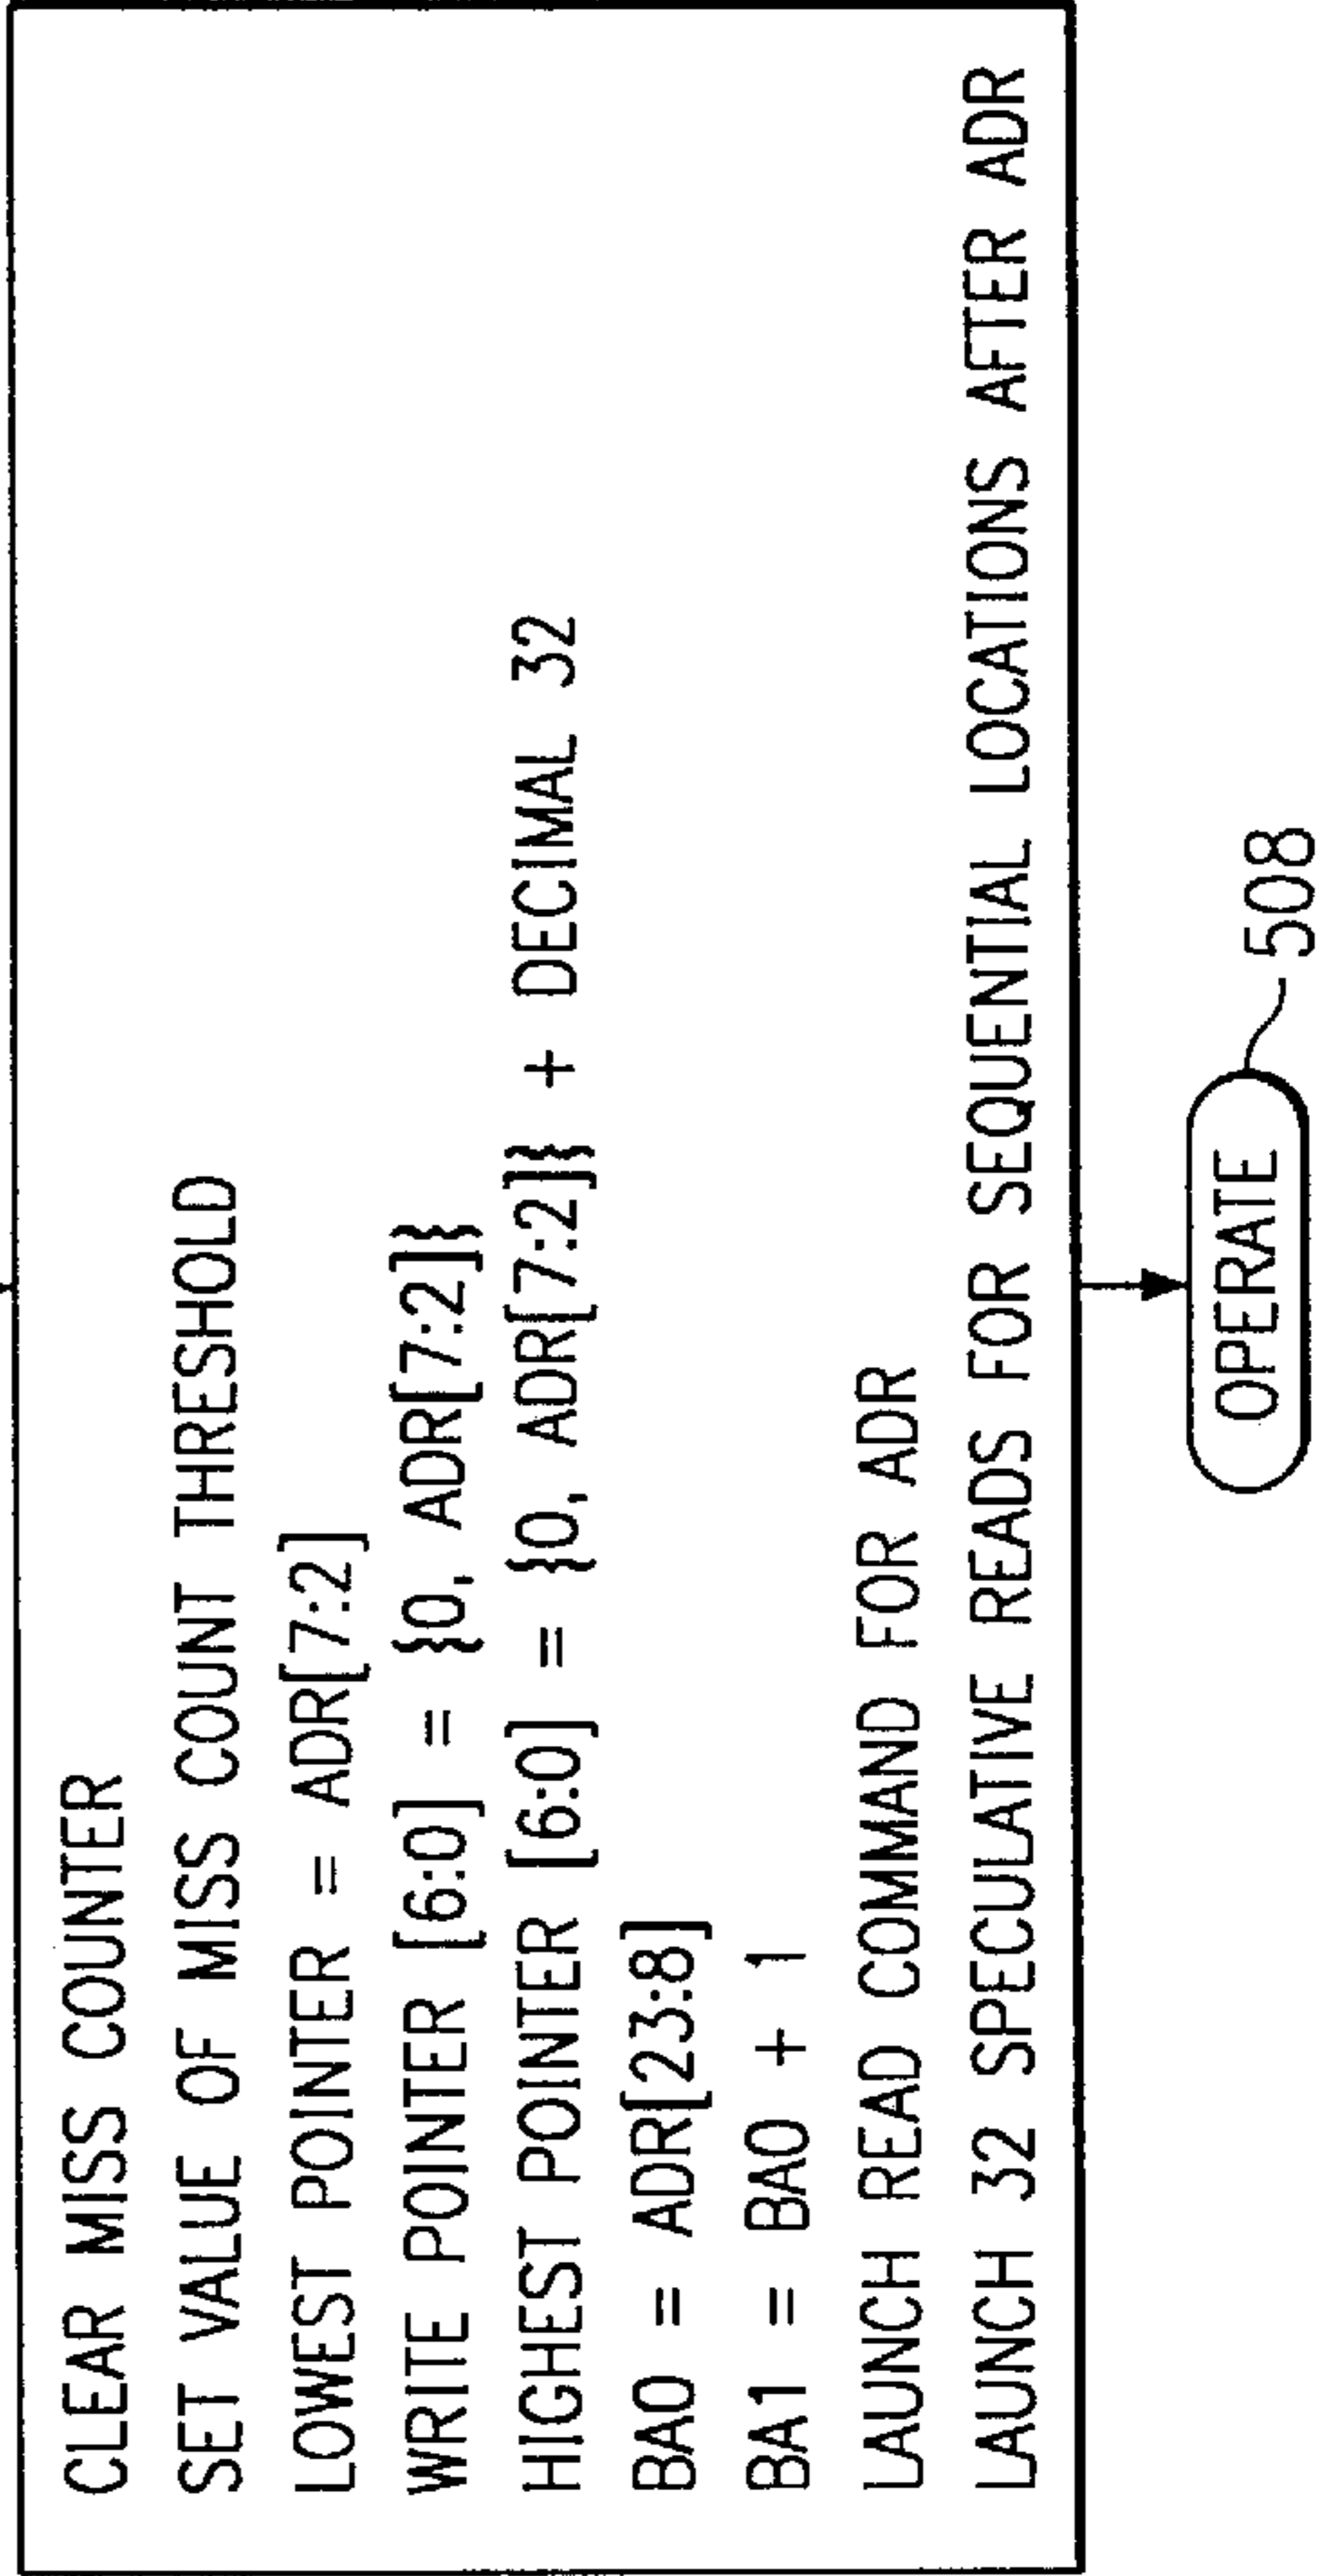 CLEAR MISS COUNTER
SET VALUE OF MISS COUNT THRESHOLD
LOWEST POINTER = ADR[7:2]
WRITE POINTER [6:0] = {0, ADR[7:2]}
HIGHEST POINTER [6:0] = {0, ADR[7:2]} + DECIMAL 32
BA0 = ADR[23:8]
BA1 = BA0 + 1
LAUNCH READ COMMAND FOR ADR
LAUNCH 32 SPECULATIVE READS FOR SEQUENTIAL LOCATIONS AFTER ADR
OPERATE
508